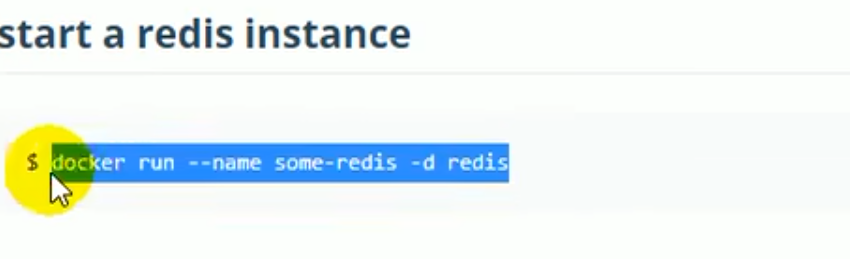 start a redis instance
$ docker run --name some-redis -d redis